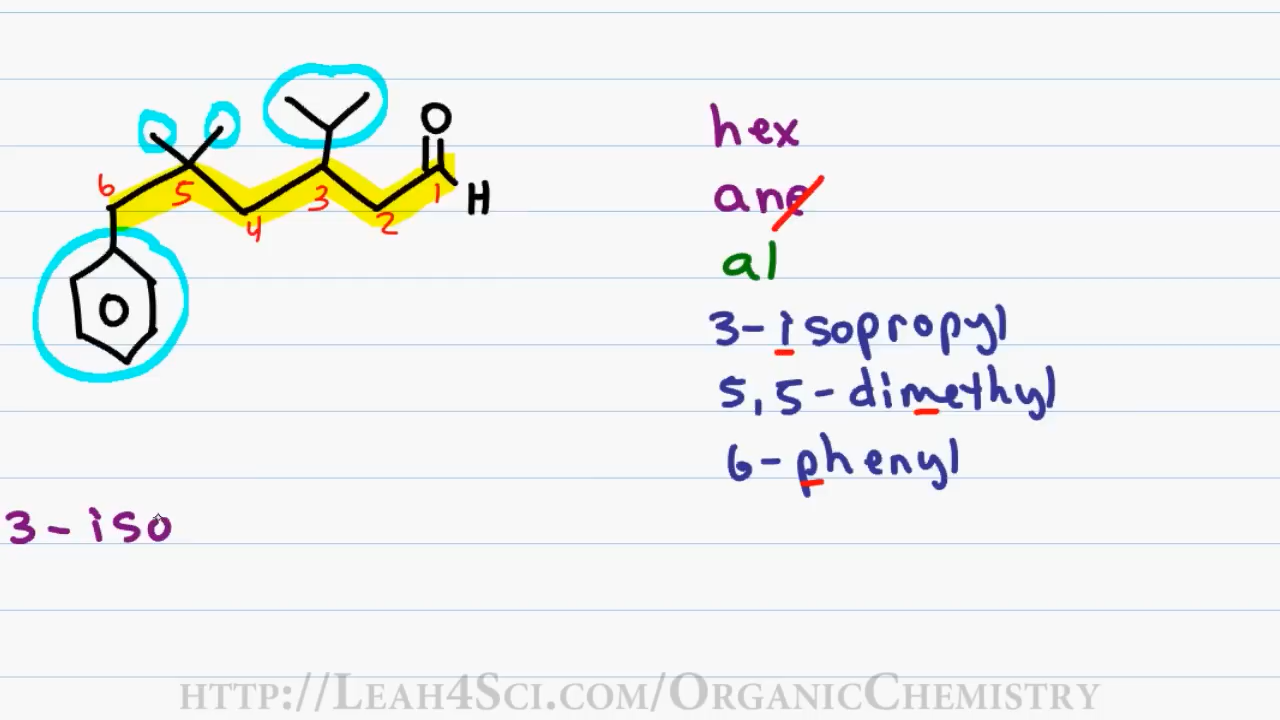 O
H
6
5
4
3
2
1
hex
ane
al
3-isopropyl
5,5-dimethyl
6-phenyl
3-iso
http://Leah4Sci.com/OrganicChemistry